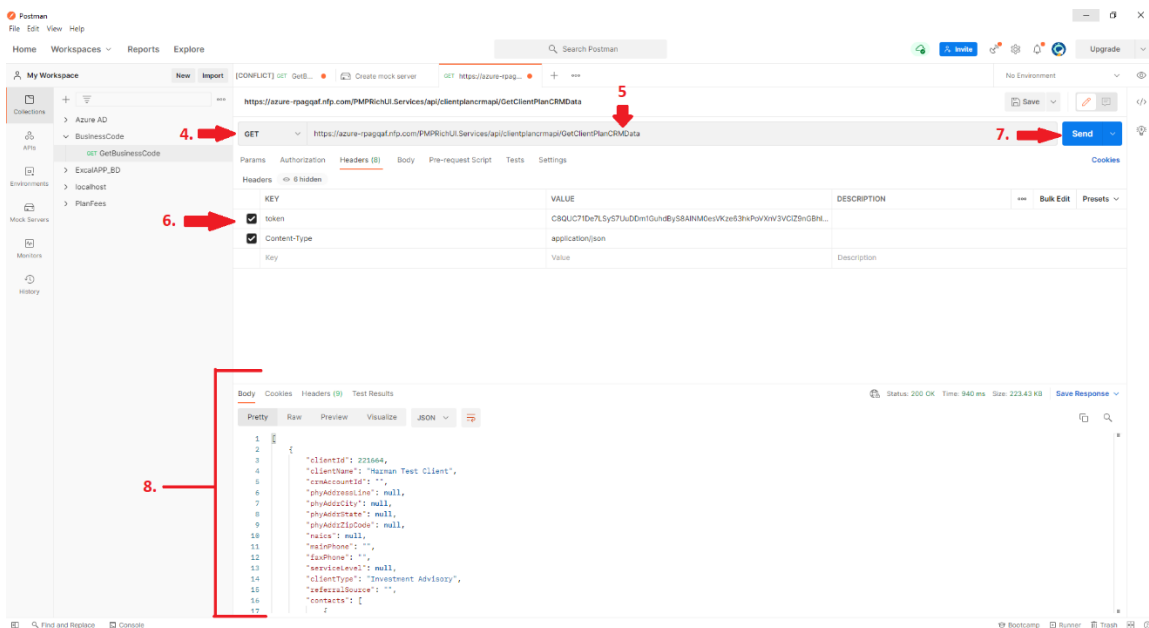 Postman
File Edit View Help
Home Workspaces Reports Explore
Search Postman
Invite
Upgrade
My Workspace
New Import
[CONFLICT] GET GetB...
Create mock server
GET https://azure-rpag...
No Environment
5
https://azure-rpagqaf.nfp.com/PMPRichUI.Services/api/clientplancrmapi/GetClientPlanCRMData
Save
Collections
APIs
Environments
Mock Servers
Monitors
History
Azure AD
BusinessCode
GET GetBusinessCode
ExcalAPP_BD
localhost
PlanFees
4.
GET
https://azure-rpagqaf.nfp.com/PMPRichUI.Services/api/clientplancrmapi/GetClientPlanCRMData
7.
Send
Params Authorization Headers (8) Body Pre-request Script Tests Settings
Cookies
Headers 6 hidden
KEY VALUE DESCRIPTION
Bulk Edit Presets
6.
token
Content-Type application/json
Key Value Description
8.
Body Cookies Headers (9) Test Results
Status: 200 OK Time: 940 ms Size: 223.43 KB Save Response
Pretty Raw Preview Visualize JSON
1 [
2 {
3 "clientId": 221664,
4 "clientName": "Harman Test Client",
5 "crmAccountId": "",
6 "phyAddressLine": null,
7 "phyAddrCity": null,
8 "phyAddrState": null,
9 "phyAddrZipCode": null,
10 "naics": null,
11 "mainPhone": "",
12 "faxPhone": "",
13 "serviceLevel": null,
14 "clientType": "Investment Advisory",
15 "referralSource": "",
16 "contacts": [
17 {
Find and Replace Console
Bootcamp Runner Trash